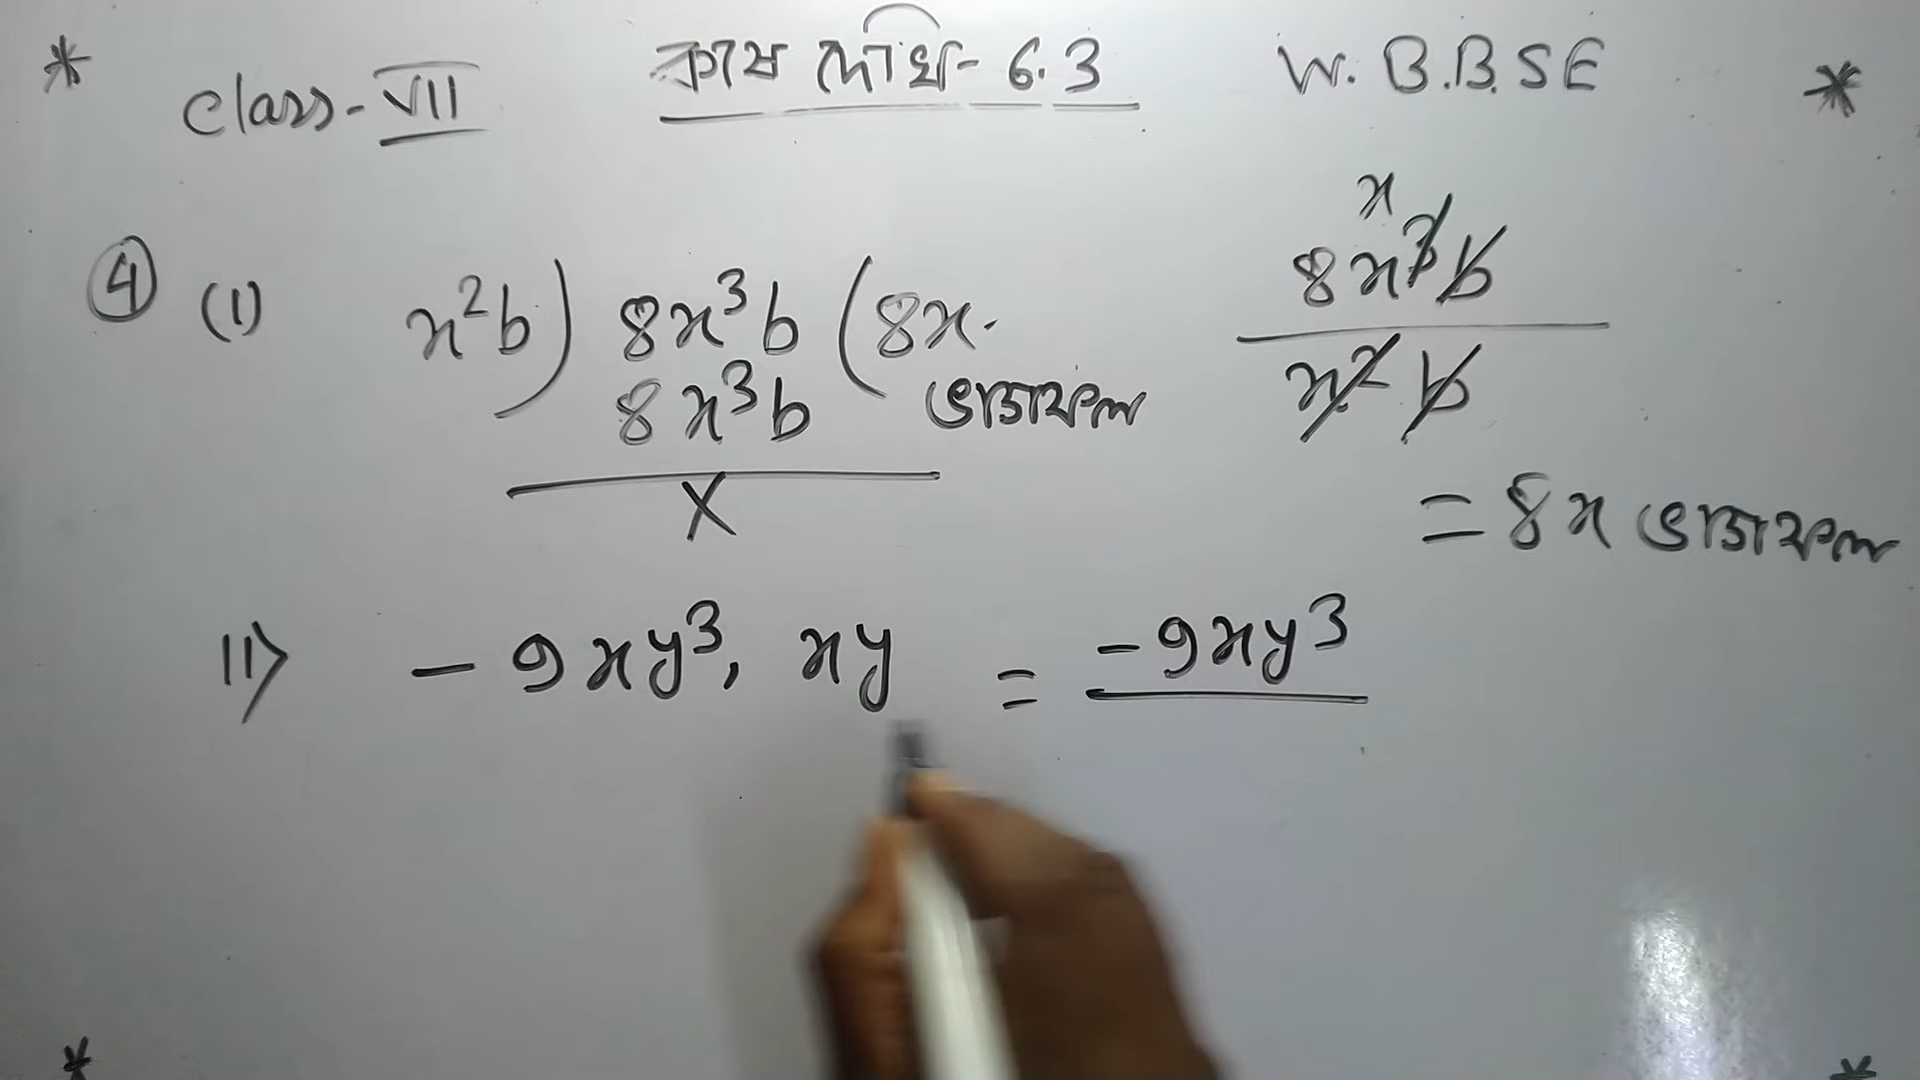 * Class-VII কষে দেখি-6.3 W.B.B.S.E *
④ (i) x²b) 8x³b (8x. ভাগফল
8x³b
X
x
8x³b
x²b
= 8x ভাগফল
ii> -9xy³, xy = -9xy³
* *